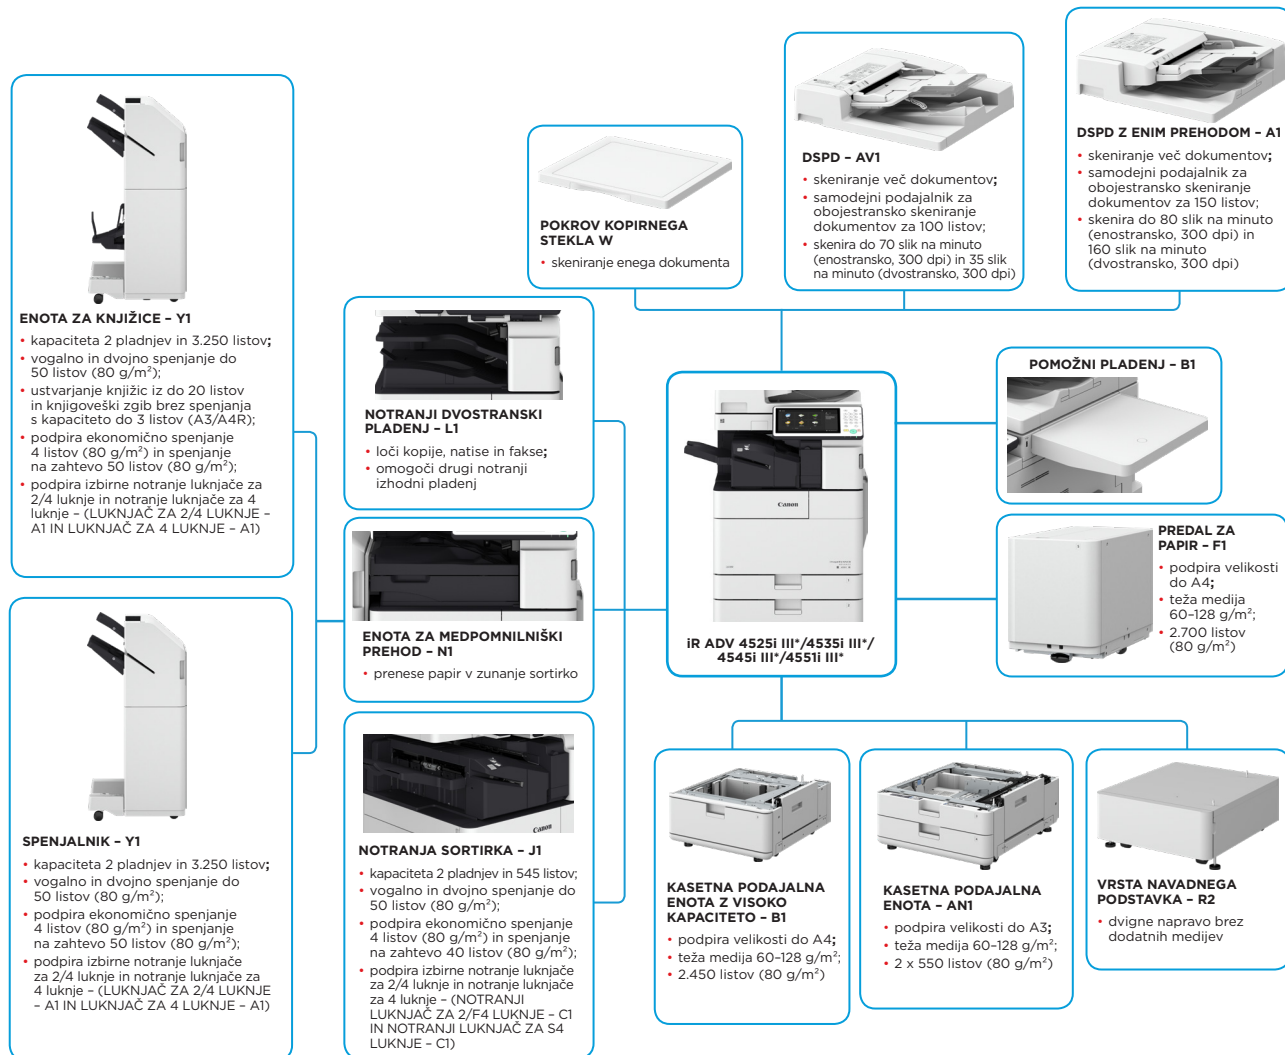 ENOTA ZA KNJIŽICE – Y1
• kapaciteta 2 pladnjev in 3.250 listov;
• vogalno in dvojno spenjanje do
50 listov (80 g/m²);
• ustvarjanje knjižic iz do 20 listov
in knjigoveški zgib brez spenjanja
s kapaciteto do 3 listov (A3/A4R);
• podpira ekonomično spenjanje
4 listov (80 g/m²) in spenjanje
na zahtevo 50 listov (80 g/m²);
• podpira izbirne notranje luknjače za
2/4 luknje in notranje luknjače za 4
luknje – (LUKNJAČ ZA 2/4 LUKNJE –
A1 IN LUKNJAČ ZA 4 LUKNJE – A1)
SPENJALNIK – Y1
• kapaciteta 2 pladnjev in 3.250 listov;
• vogalno in dvojno spenjanje do
50 listov (80 g/m²);
• podpira ekonomično spenjanje
4 listov (80 g/m²) in spenjanje
na zahtevo 50 listov (80 g/m²);
• podpira izbirne notranje luknjače
za 2/4 luknje in notranje luknjače za
4 luknje – (LUKNJAČ ZA 2/4 LUKNJE
– A1 IN LUKNJAČ ZA 4 LUKNJE – A1)
NOTRANJI DVOSTRANSKI
PLADENJ – L1
• loči kopije, natise in fakse;
• omogoči drugi notranji
izhodni pladenj
ENOTA ZA MEDPOMNILNIŠKI
PREHOD – N1
• prenese papir v zunanje sortirko
Canon
NOTRANJA SORTIRKA – J1
• kapaciteta 2 pladnjev in 545 listov;
• vogalno in dvojno spenjanje do
50 listov (80 g/m²);
• podpira ekonomično spenjanje
4 listov (80 g/m²) in spenjanje
na zahtevo 40 listov (80 g/m²);
• podpira izbirne notranje luknjače
za 2/4 luknje in notranje luknjače
za 4 luknje – (NOTRANJI
LUKNJAČ ZA 2/F4 LUKNJE – C1
IN NOTRANJI LUKNJAČ ZA S4
LUKNJE – C1)
POKROV KOPIRNEGA
STEKLA W
• skeniranje enega dokumenta
DSPD – AV1
• skeniranje več dokumentov;
• samodejni podajalnik za
obojestransko skeniranje
dokumentov za 100 listov;
• skenira do 70 slik na minuto
(enostransko, 300 dpi) in 35 slik
na minuto (dvostransko, 300 dpi)
DSPD Z ENIM PREHODOM – A1
• skeniranje več dokumentov;
• samodejni podajalnik za
obojestransko skeniranje
dokumentov za 150 listov;
• skenira do 80 slik na minuto
(enostransko, 300 dpi) in
160 slik na minuto
(dvostransko, 300 dpi)
Canon
iR ADV 4525i III*/4535i III*/
4545i III*/4551i III*
POMOŽNI PLADENJ – B1
PREDAL ZA
PAPIR – F1
• podpira velikosti
do A4;
• teža medija
60–128 g/m²;
• 2.700 listov
(80 g/m²)
KASETNA PODAJALNA
ENOTA Z VISOKO
KAPACITETO – B1
• podpira velikosti do A4;
• teža medija 60–128 g/m²;
• 2.450 listov (80 g/m²)
KASETNA PODAJALNA
ENOTA – AN1
• podpira velikosti do A3;
• teža medija 60–128 g/m²;
• 2 x 550 listov (80 g/m²)
VRSTA NAVADNEGA
PODSTAVKA – R2
• dvigne napravo brez
dodatnih medijev